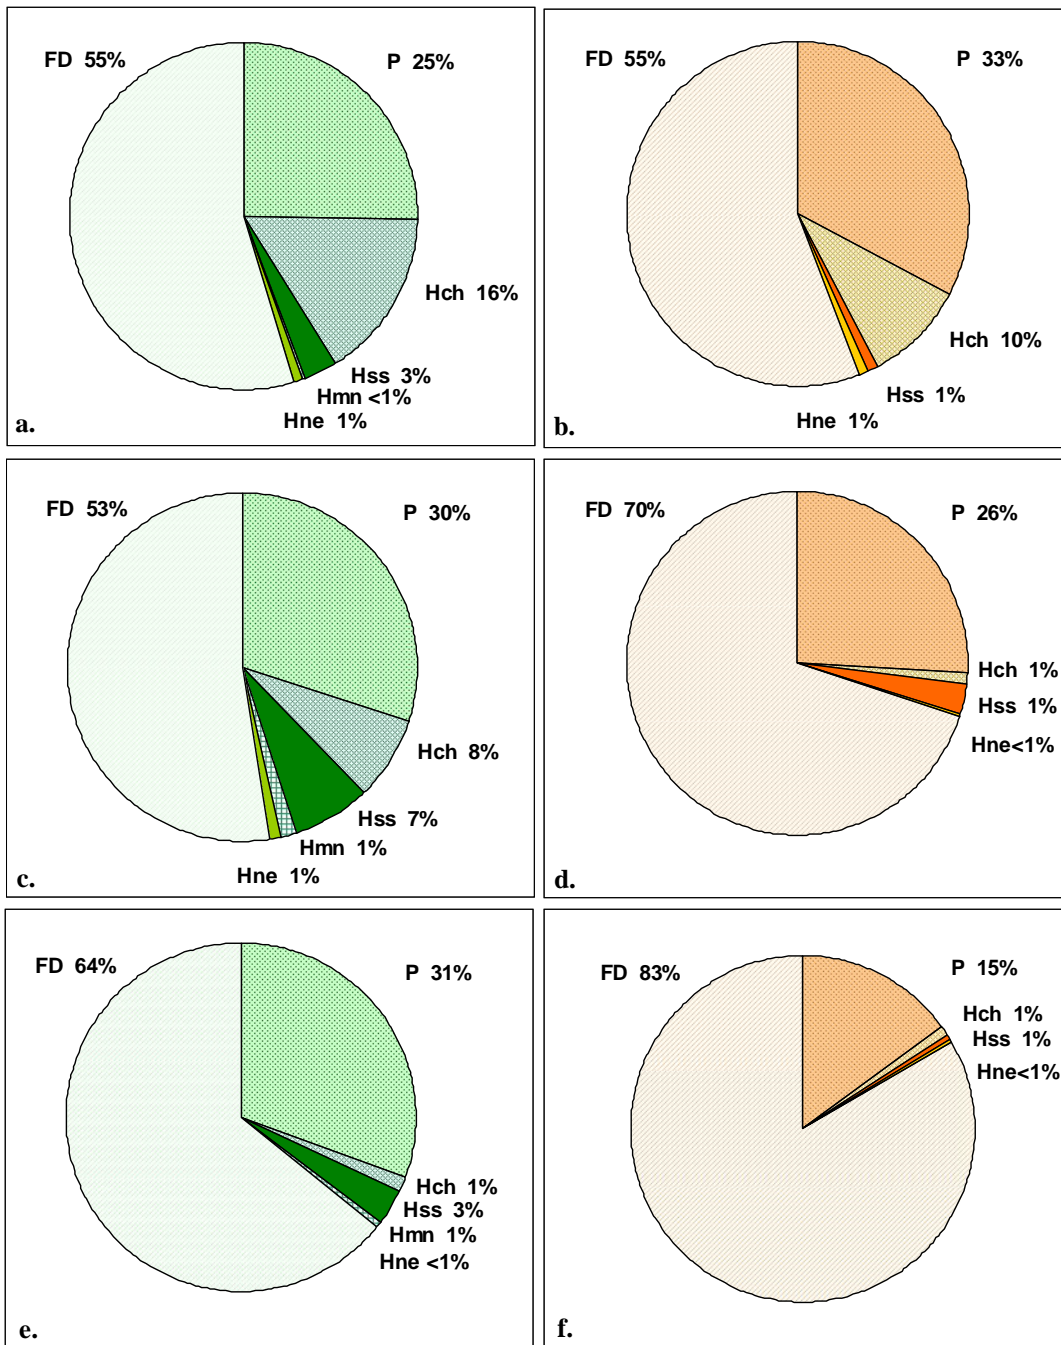 FD 55%
P 25%
Hch 16%
Hss 3%
Hmn <1%
Hne 1%
a.
FD 55%
P 33%
Hch 10%
Hss 1%
Hne 1%
b.
FD 53%
P 30%
Hch 8%
Hss 7%
Hmn 1%
Hne 1%
c.
FD 70%
P 26%
Hch 1%
Hss 1%
Hne<1%
d.
FD 64%
P 31%
Hch 1%
Hss 3%
Hmn 1%
Hne <1%
e.
FD 83%
P 15%
Hch 1%
Hss 1%
Hne<1%
f.